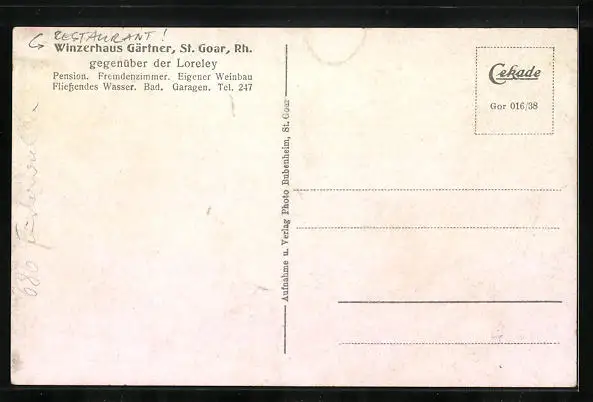 RESTAURANT!
Winzerhaus Gärtner, St. Goar, Rh.
gegenüber der Loreley
Pension. Fremdenzimmer. Eigener Weinbau
Fließendes Wasser. Bad. Garagen. Tel. 247
Aufnahme u. Verlag Photo Bubenheim, St. Goar
Cekade
Gor 016/38
680